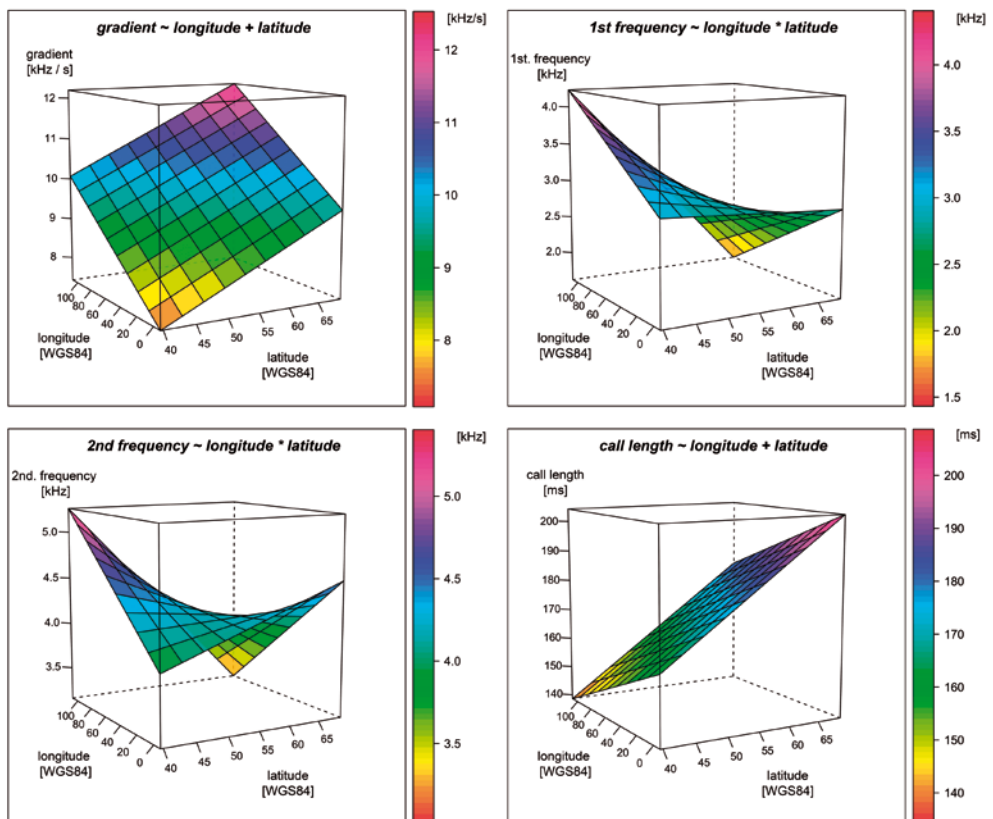 gradient ~ longitude + latitude
[kHz/s]
gradient
[kHz / s]
12
11
10
9
8
100
80
60
40
20
0
longitude
[WGS84]
40
45
50
55
60
65
latitude
[WGS84]
12
11
10
9
8
1st frequency ~ longitude * latitude
[kHz]
1st. frequency
[kHz]
4.0
3.5
3.0
2.5
2.0
100
80
60
40
20
0
longitude
[WGS84]
40
45
50
55
60
65
latitude
[WGS84]
4.0
3.5
3.0
2.5
2.0
1.5
2nd frequency ~ longitude * latitude
[kHz]
2nd. frequency
[kHz]
5.0
4.5
4.0
3.5
100
80
60
40
20
0
longitude
[WGS84]
40
45
50
55
60
65
latitude
[WGS84]
5.0
4.5
4.0
3.5
call length ~ longitude + latitude
[ms]
call length
[ms]
200
190
180
170
160
150
140
100
80
60
40
20
0
longitude
[WGS84]
40
45
50
55
60
65
latitude
[WGS84]
200
190
180
170
160
150
140